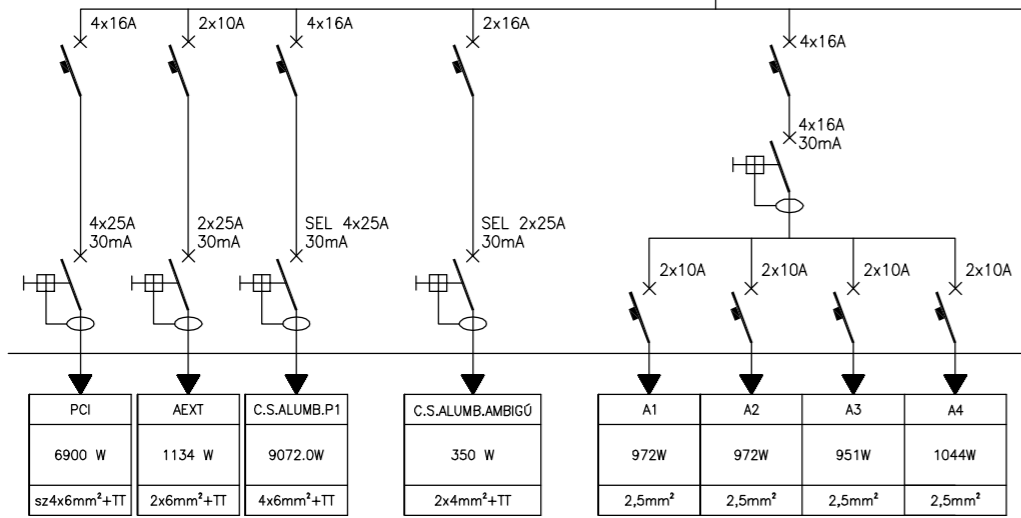 4x16A 2x10A 4x16A 2x16A 4x16A
4x16A
30mA
4x25A 2x25A SEL 4x25A SEL 2x25A
30mA 30mA 30mA 30mA
2x10A 2x10A 2x10A 2x10A
PCI AEXT C.S.ALUMB.P1 C.S.ALUMB.AMBIGÚ A1 A2 A3 A4
6900 W 1134 W 9072.0W 350 W 972W 972W 951W 1044W
sz4x6mm²+TT 2x6mm²+TT 4x6mm²+TT 2x4mm²+TT 2,5mm² 2,5mm² 2,5mm² 2,5mm²